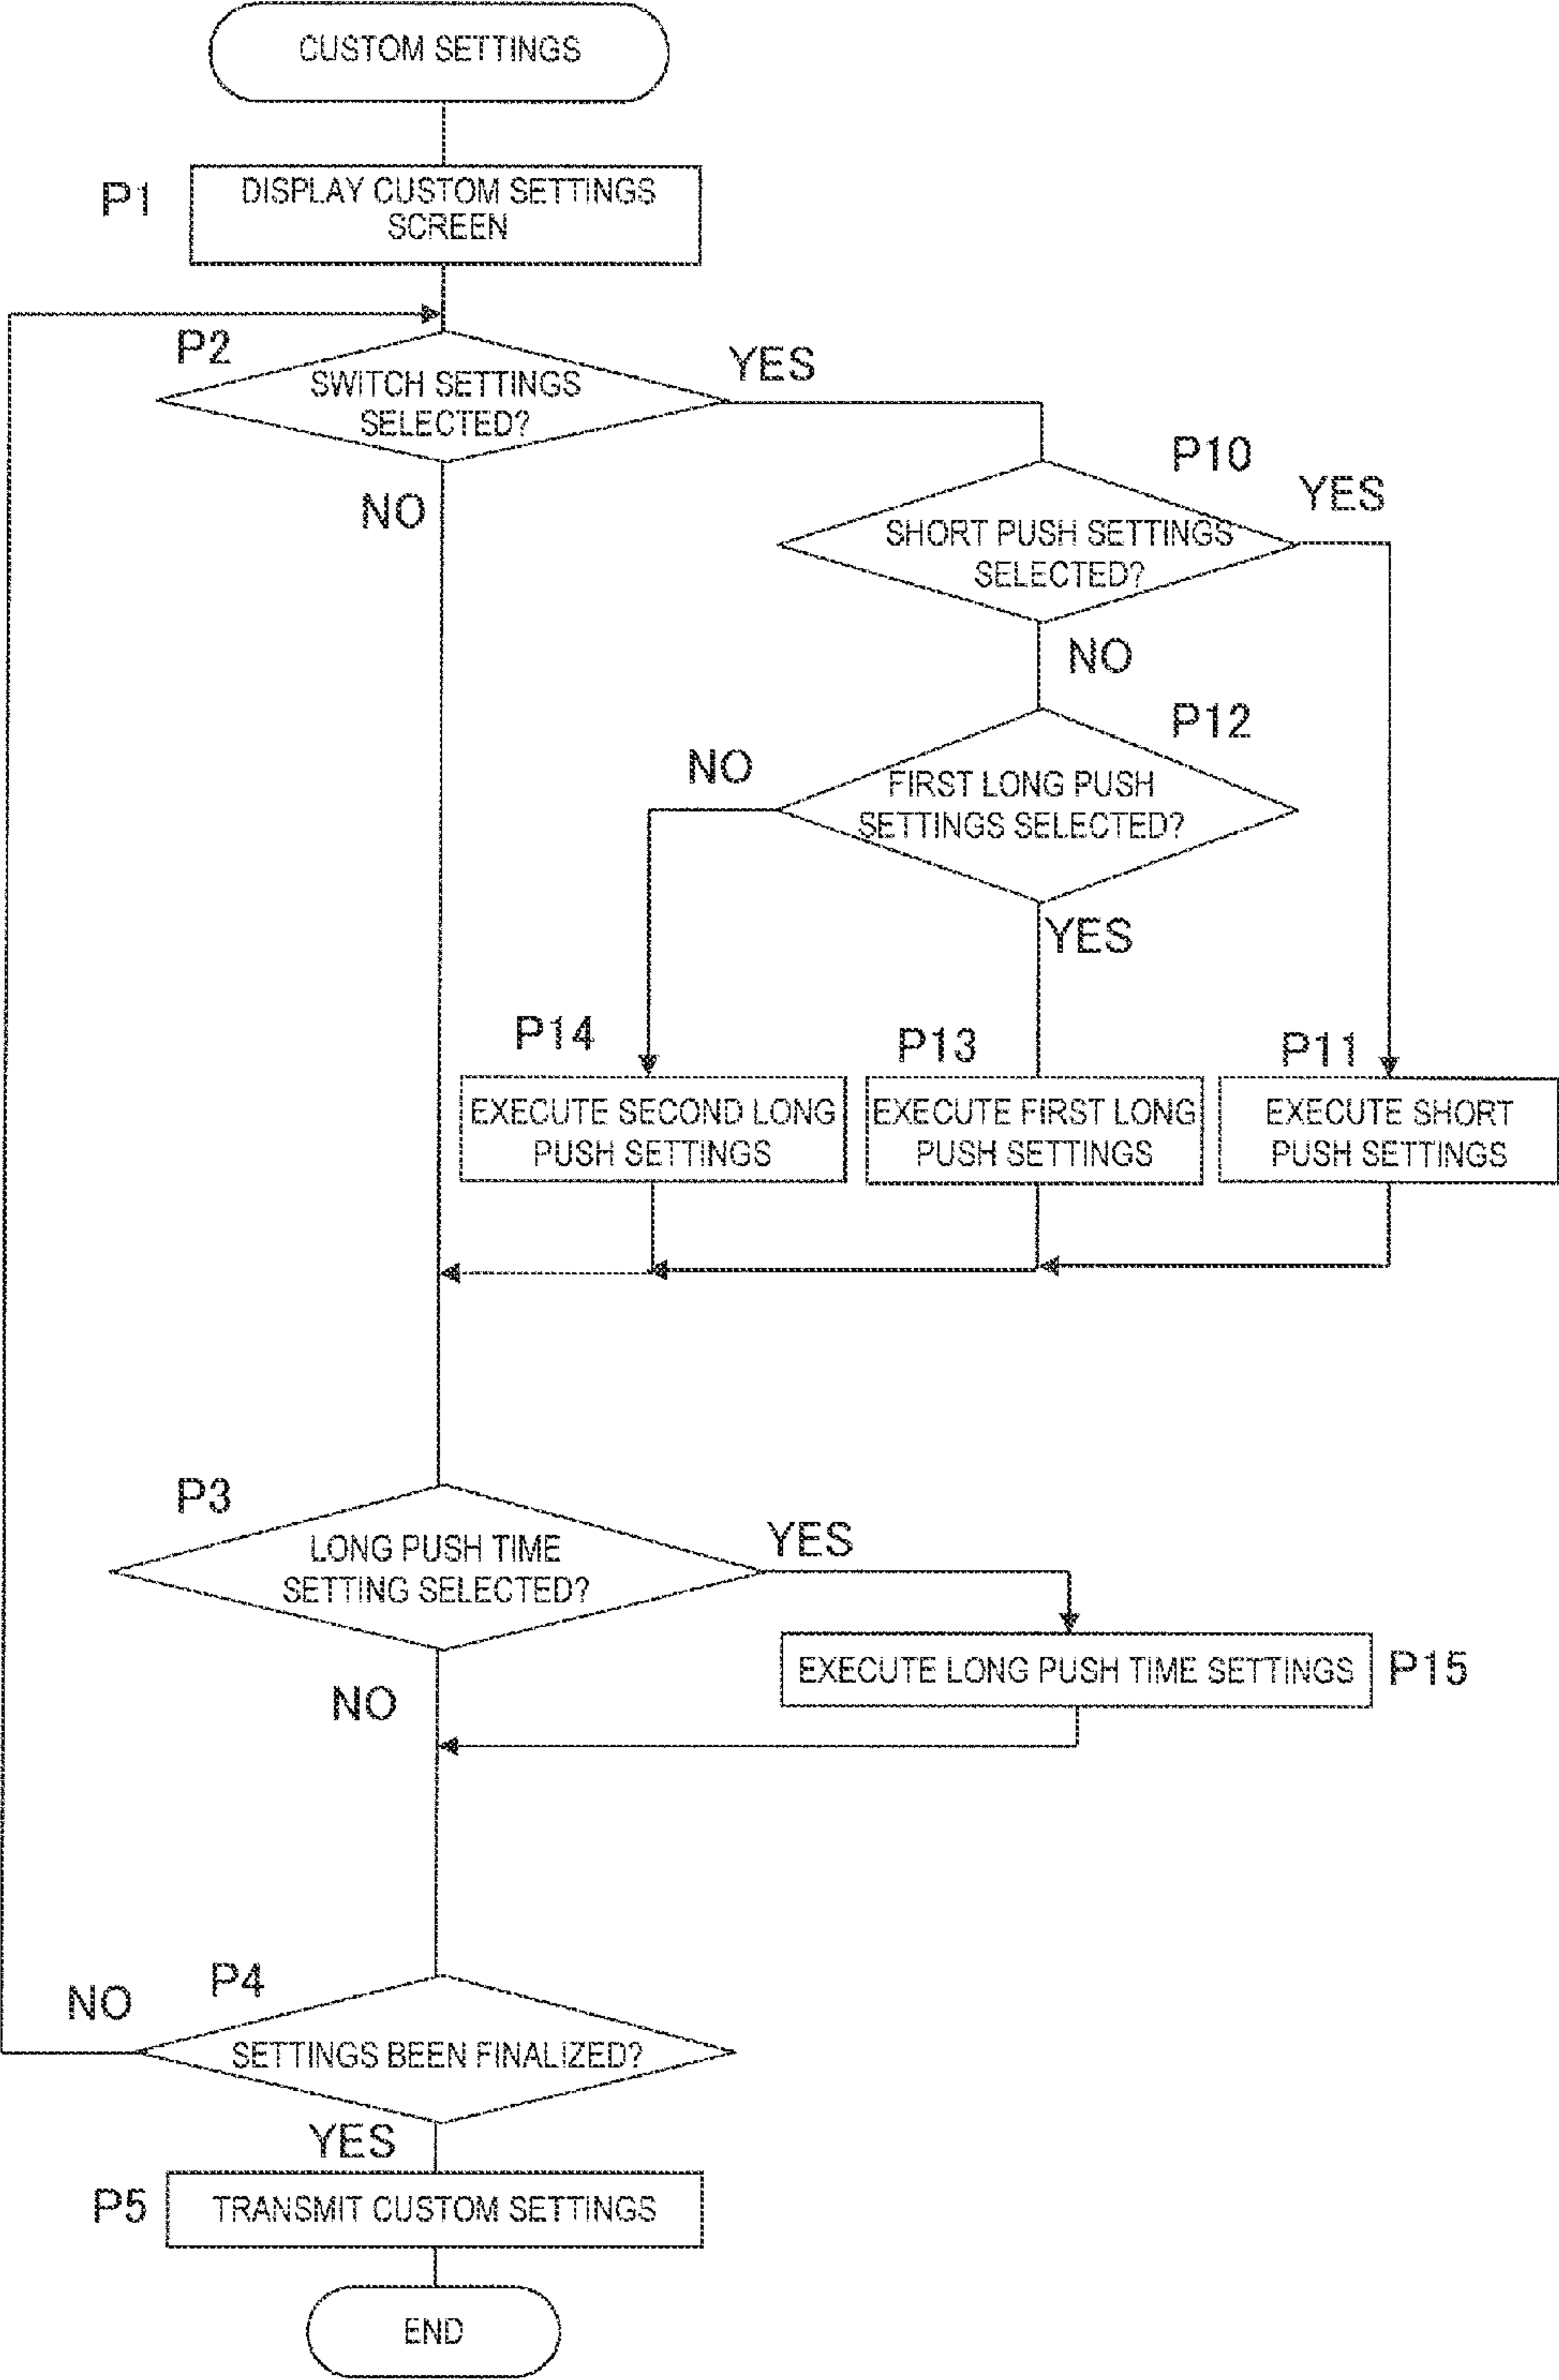 CUSTOM SETTINGS
P1
DISPLAY CUSTOM SETTINGS
SCREEN
P2
SWITCH SETTINGS
SELECTED?
YES
NO
P10
SHORT PUSH SETTINGS
SELECTED?
YES
NO
P12
FIRST LONG PUSH
SETTINGS SELECTED?
NO
YES
P14
EXECUTE SECOND LONG
PUSH SETTINGS
P13
EXECUTE FIRST LONG
PUSH SETTINGS
P11
EXECUTE SHORT
PUSH SETTINGS
P3
LONG PUSH TIME
SETTING SELECTED?
YES
EXECUTE LONG PUSH TIME SETTINGS
P15
NO
P4
NO
SETTINGS BEEN FINALIZED?
YES
P5
TRANSMIT CUSTOM SETTINGS
END